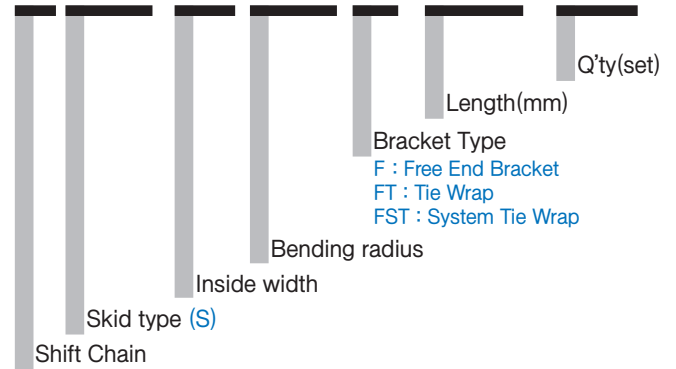 Q'ty(set)
Length(mm)
Bracket Type
F : Free End Bracket
FT : Tie Wrap
FST : System Tie Wrap
Bending radius
Inside width
Skid type (S)
Shift Chain